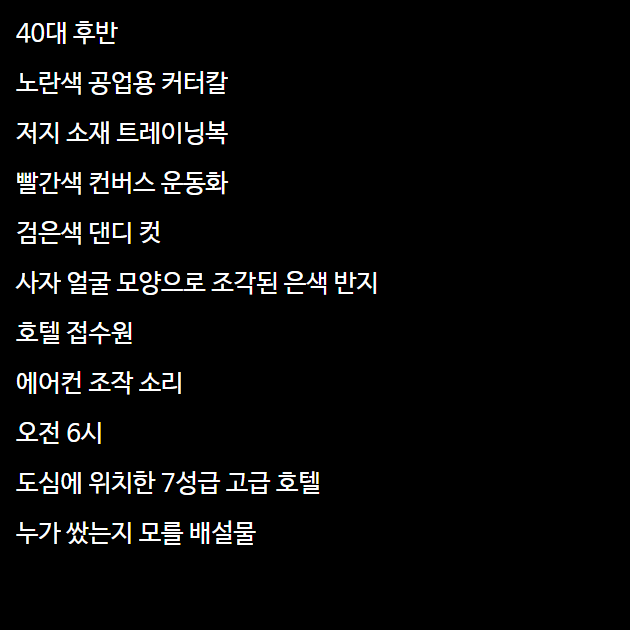 40대 후반
노란색 공업용 커터칼
저지 소재 트레이닝복
빨간색 컨버스 운동화
검은색 댄디 컷
사자 얼굴 모양으로 조각된 은색 반지
호텔 접수원
에어컨 조작 소리
오전 6시
도심에 위치한 7성급 고급 호텔
누가 쌌는지 모를 배설물